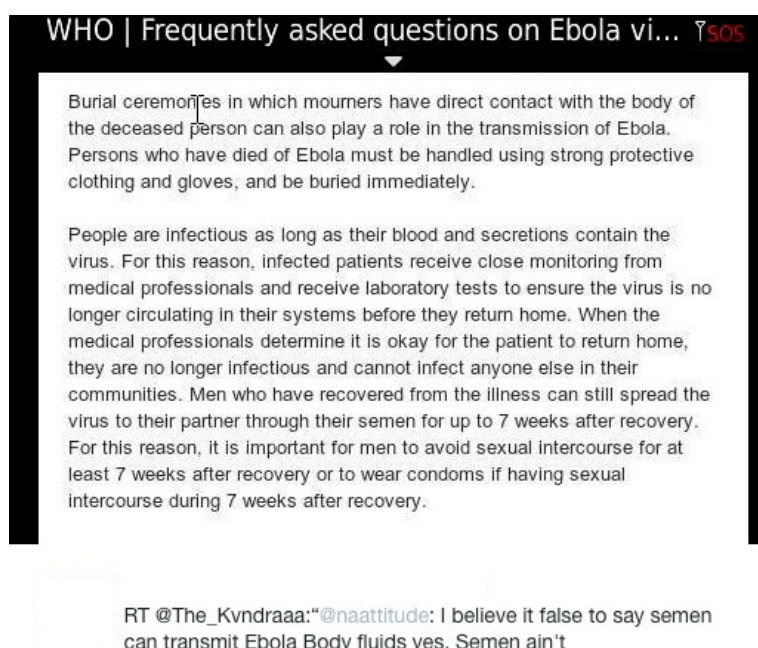 WHO | Frequently asked questions on Ebola vi... SOS
Burial ceremonies in which mourners have direct contact with the body of
the deceased person can also play a role in the transmission of Ebola.
Persons who have died of Ebola must be handled using strong protective
clothing and gloves, and be buried immediately.
People are infectious as long as their blood and secretions contain the
virus. For this reason, infected patients receive close monitoring from
medical professionals and receive laboratory tests to ensure the virus is no
longer circulating in their systems before they return home. When the
medical professionals determine it is okay for the patient to return home,
they are no longer infectious and cannot infect anyone else in their
communities. Men who have recovered from the illness can still spread the
virus to their partner through their semen for up to 7 weeks after recovery.
For this reason, it is important for men to avoid sexual intercourse for at
least 7 weeks after recovery or to wear condoms if having sexual
intercourse during 7 weeks after recovery.
RT @The_Kvndraaa:“@naattitude: I believe it false to say semen
can transmit Ebola Body fluids yes. Semen ain't